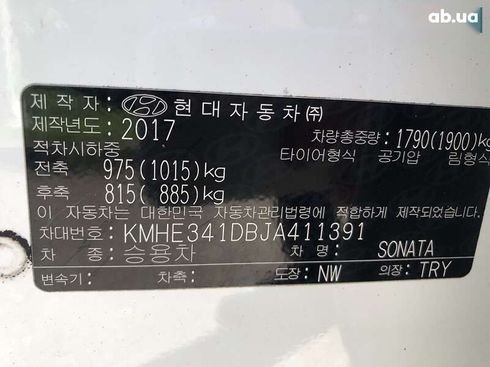 ab.ua
제 작 자 : 현대자동차㈜
제작년도 : 2017 차량총중량: 1790(1900)kg
적차시하중 타이어형식 공기압 림형식
전축 975(1015)kg
후축 815( 885)kg
이 자동차는 대한민국 자동차관리법령에 적합하게 제작되었습니다.
차대번호: KMHE341DBJA411391
차 종: 승용차 차 명: SONATA
변속기: 차축: 도장: NW 의장: TRY